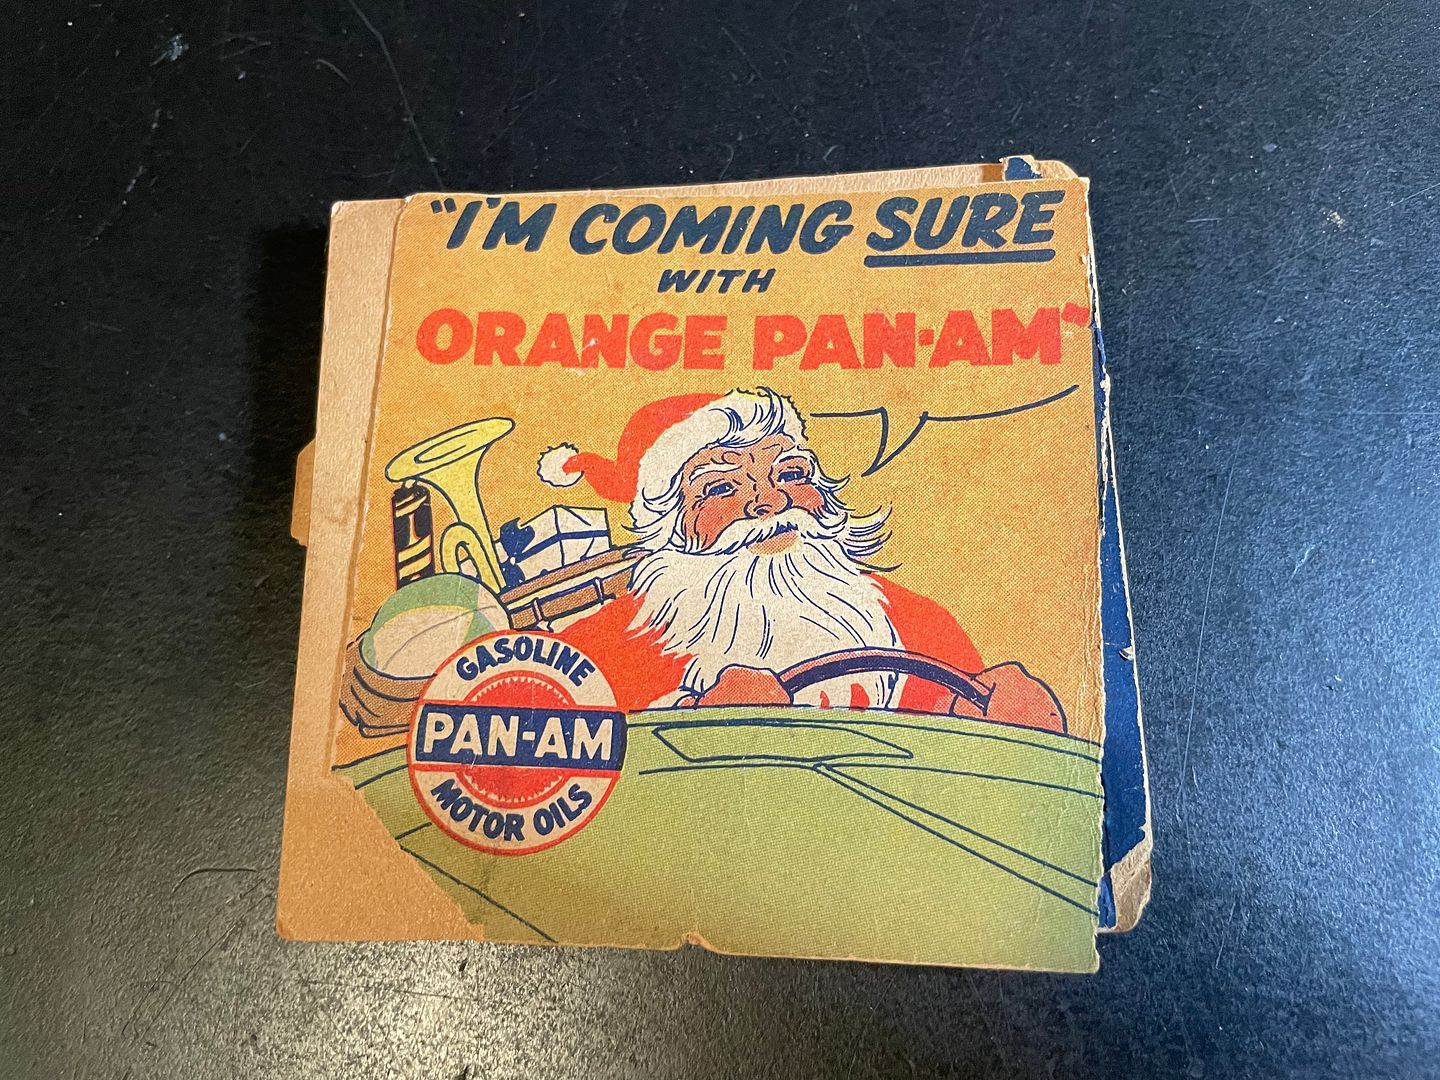 "I'M COMING SURE
WITH
ORANGE PAN-AM"
GASOLINE
PAN-AM
MOTOR OILS